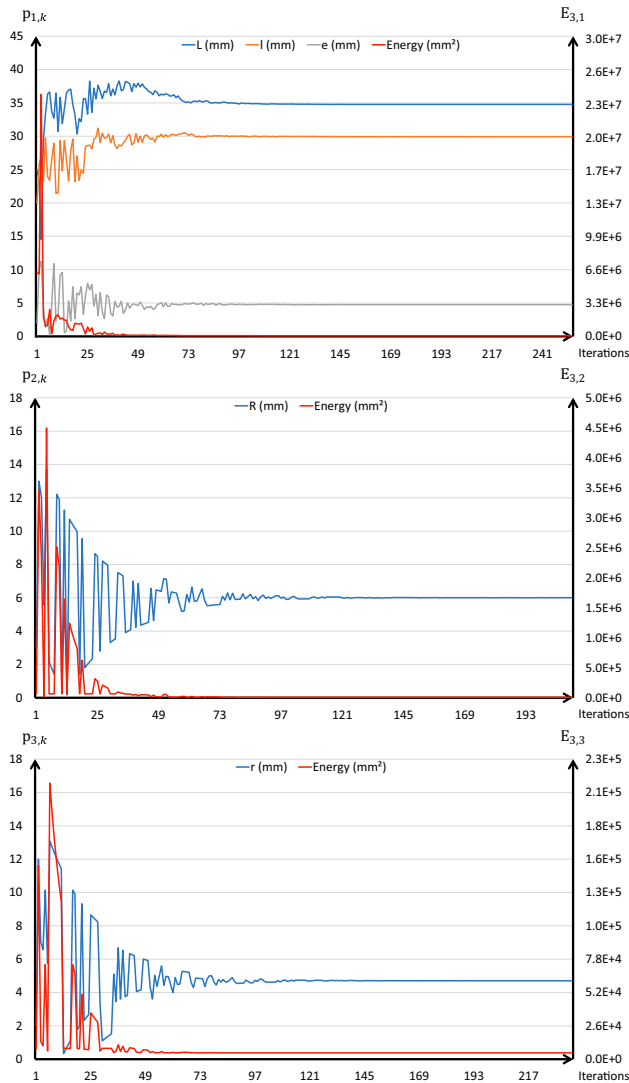 p1,k E3,1
L (mm) l (mm) e (mm) Energy (mm²)
45 3.0E+7
40 2.6E+7
35 2.3E+7
30 2.0E+7
25 1.7E+7
20 1.3E+7
15 9.9E+6
10 6.6E+6
5 3.3E+6
0 0.0E+0
1 25 49 73 97 121 145 169 193 217 241 Iterations
p2,k E3,2
R (mm) Energy (mm²)
18 5.0E+6
16 4.5E+6
14 4.0E+6
12 3.5E+6
10 3.0E+6
8 2.5E+6
6 2.0E+6
4 1.5E+6
2 1.0E+6
0 5.0E+5
0.0E+0
1 25 49 73 97 121 145 169 193 Iterations
p3,k E3,3
r (mm) Energy (mm²)
18 2.3E+5
16 2.1E+5
14 1.8E+5
12 1.6E+5
10 1.3E+5
8 1.0E+5
6 7.8E+4
4 5.2E+4
2 2.6E+4
0 0.0E+0
1 25 49 73 97 121 145 169 193 217 Iterations